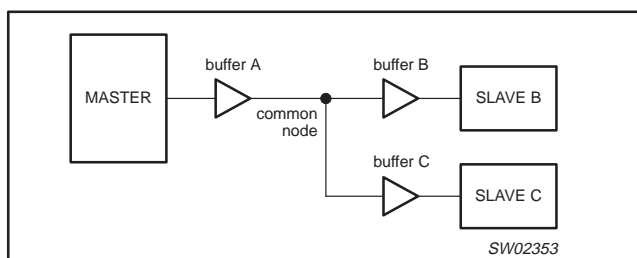 buffer A
buffer B
MASTER
SLAVE B
common
node
buffer C
SLAVE C
SW02353